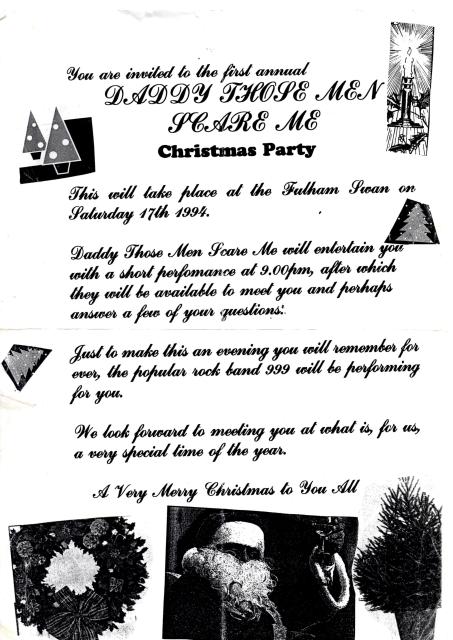 You are invited to the first annual
DADDY THOSE MEN
SCARE ME
Christmas Party
This will take place at the Fulham Swan on
Saturday 17th 1994.
Daddy Those Men Scare Me will entertain you
with a short perfomance at 9.00pm, after which
they will be available to meet you and perhaps
answer a few of your questions.
Just to make this an evening you will remember for
ever, the popular rock band 999 will be performing
for you.
We look forward to meeting you at what is, for us,
a very special time of the year.
A Very Merry Christmas to You All